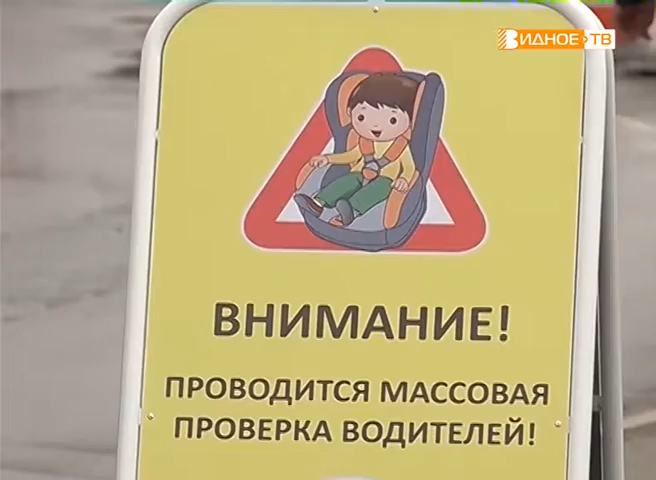 ВИДНОЕ ТВ
ВНИМАНИЕ!
ПРОВОДИТСЯ МАССОВАЯ
ПРОВЕРКА ВОДИТЕЛЕЙ!